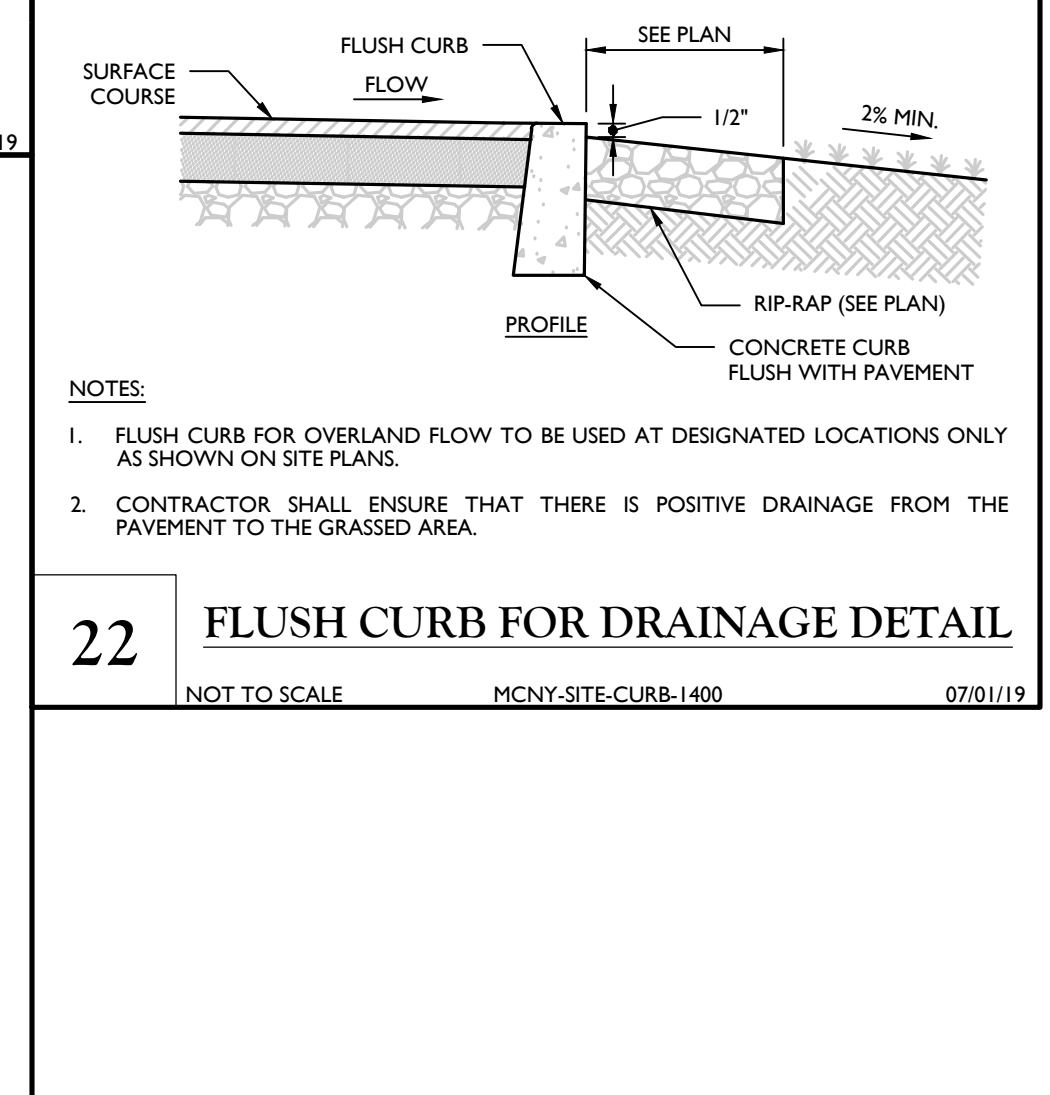 SEE PLAN
FLUSH CURB
SURFACE
COURSE
FLOW
1/2"
2% MIN.
19
RIP-RAP (SEE PLAN)
PROFILE
CONCRETE CURB
FLUSH WITH PAVEMENT
NOTES:
1. FLUSH CURB FOR OVERLAND FLOW TO BE USED AT DESIGNATED LOCATIONS ONLY
AS SHOWN ON SITE PLANS.
2. CONTRACTOR SHALL ENSURE THAT THERE IS POSITIVE DRAINAGE FROM THE
PAVEMENT TO THE GRASSED AREA.
22
FLUSH CURB FOR DRAINAGE DETAIL
NOT TO SCALE MCNY-SITE-CURB-1400 07/01/19